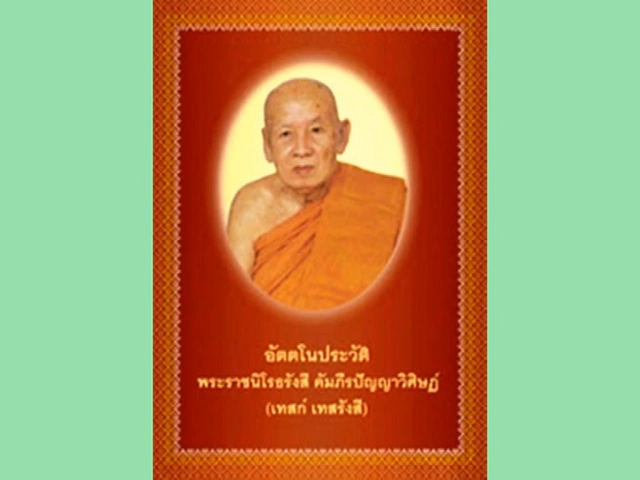 อัตตโนประวัติ
พระราชนิโรธรังสี คัมภีรปัญญาวิศิษฏ์
(เทสก์ เทสรังสี)